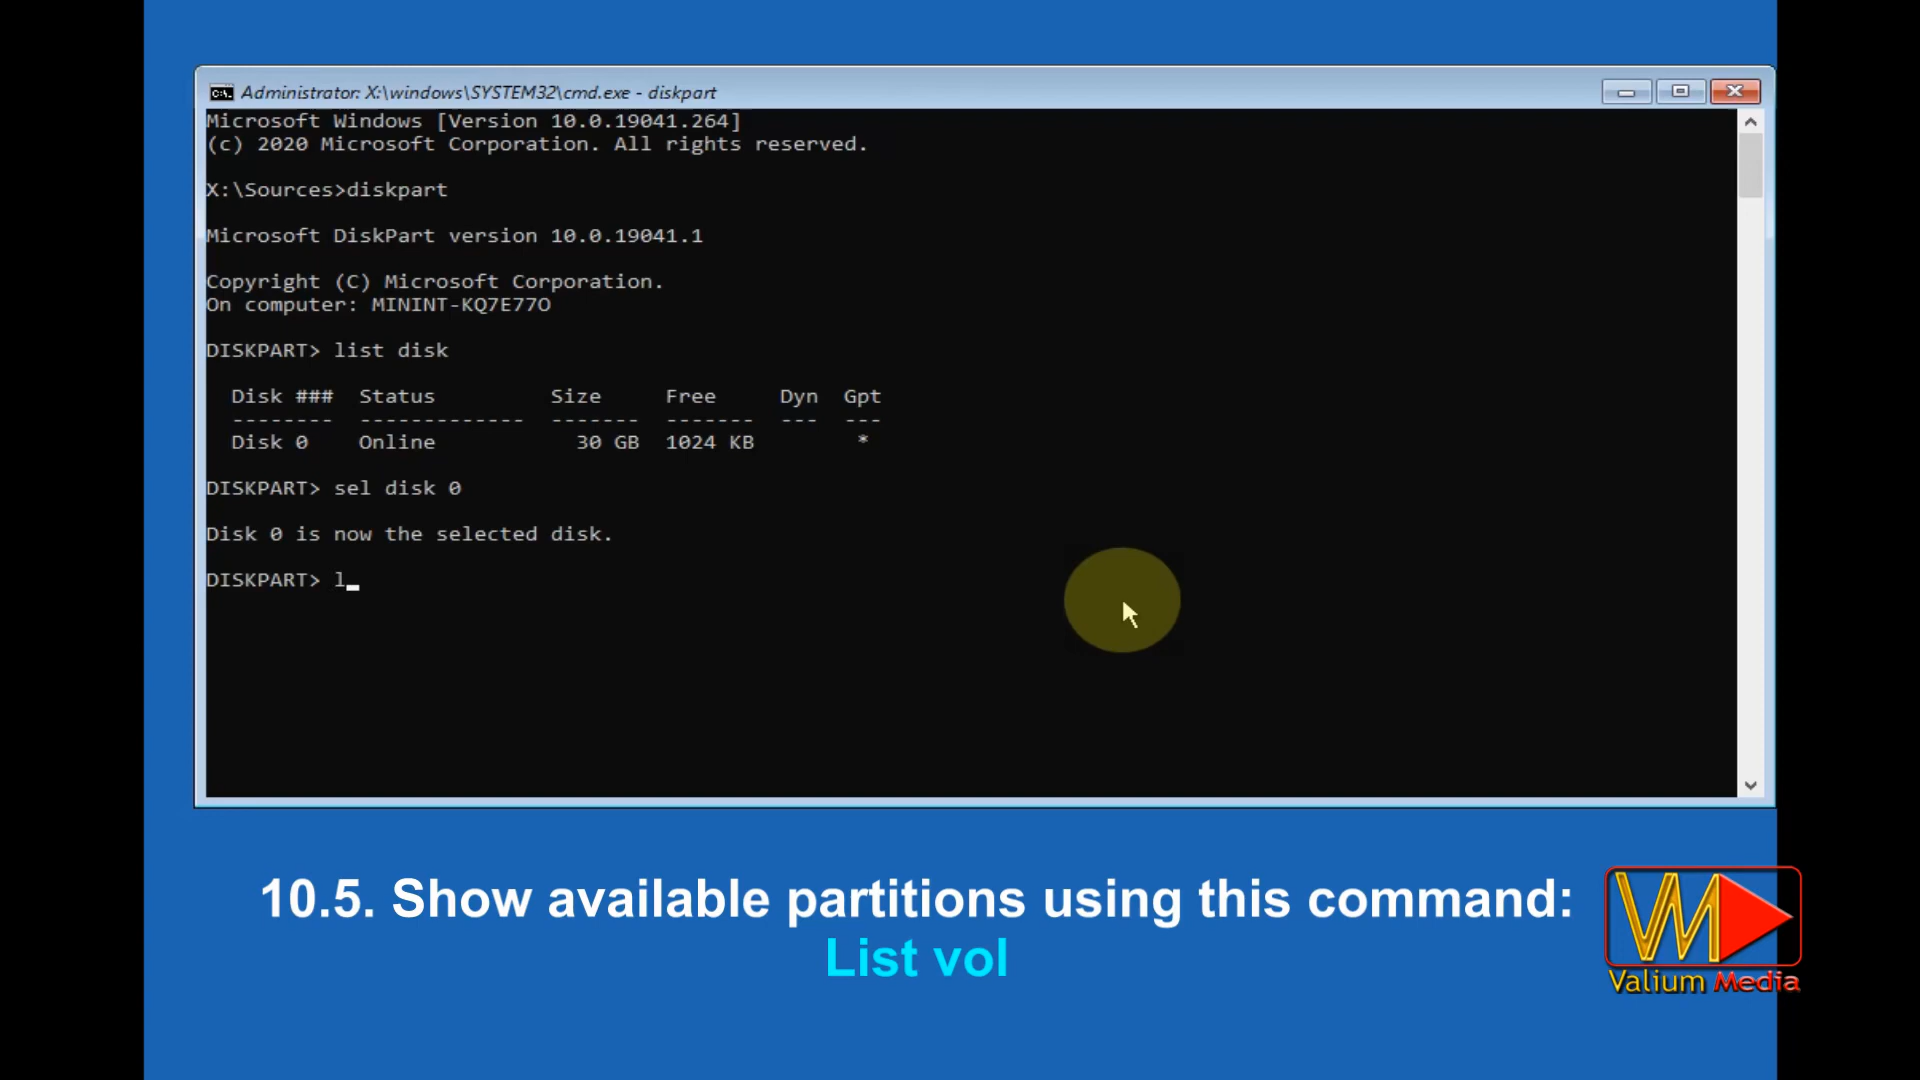 Administrator: X:\windows\SYSTEM32\cmd.exe - diskpart
Microsoft Windows [Version 10.0.19041.264]
(c) 2020 Microsoft Corporation. All rights reserved.
X:\Sources>diskpart
Microsoft DiskPart version 10.0.19041.1
Copyright (C) Microsoft Corporation.
On computer: MININT-KQ7E77O
DISKPART> list disk
Disk ### Status Size Free Dyn Gpt
-------- ------------- ------- ------- --- ---
Disk 0 Online 30 GB 1024 KB *
DISKPART> sel disk 0
Disk 0 is now the selected disk.
DISKPART> l_
10.5. Show available partitions using this command:
List vol
VM
Valium Media